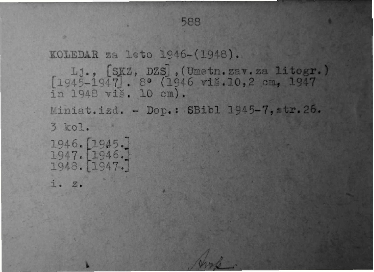 588
KOLEDAR za leto 1946-(1948).
Lj., [SKZ, DZS], (Umetn.zav.za litogr.)
[1945-1947]. 8° (1946 viš.10,2 cm, 1947
in 1948 viš. 10 cm).
Miniat.izd. - Dop.: SBibl 1945-7,str.26.
3 kol.
1946.[1945.]
1947.[1946.]
1948.[1947.]
i. s.